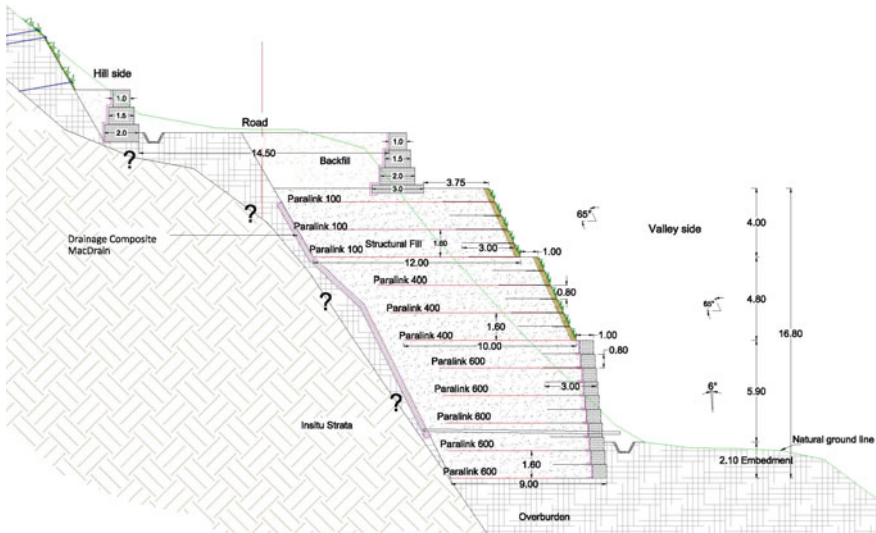 Hill side
1.0
1.5
2.0
Road
14.50
?
1.0
1.5
2.0
3.0
Backfill
3.75
Paralink 100
65°
4.00
Valley side
?
Paralink 100
Drainage Composite
MacDrain
1.60
Structural Fill
3.00
1.00
Paralink 100
12.00
Paralink 400
0.80
65°
4.80
16.80
?
Paralink 400
1.60
1.00
Paralink 400
10.00
0.80
Paralink 600
3.00
6°
5.90
?
Paralink 600
Insitu Strata
Paralink 600
Natural ground line
Paralink 600
2.10 Embedment
1.60
Paralink 600
9.00
Overburden